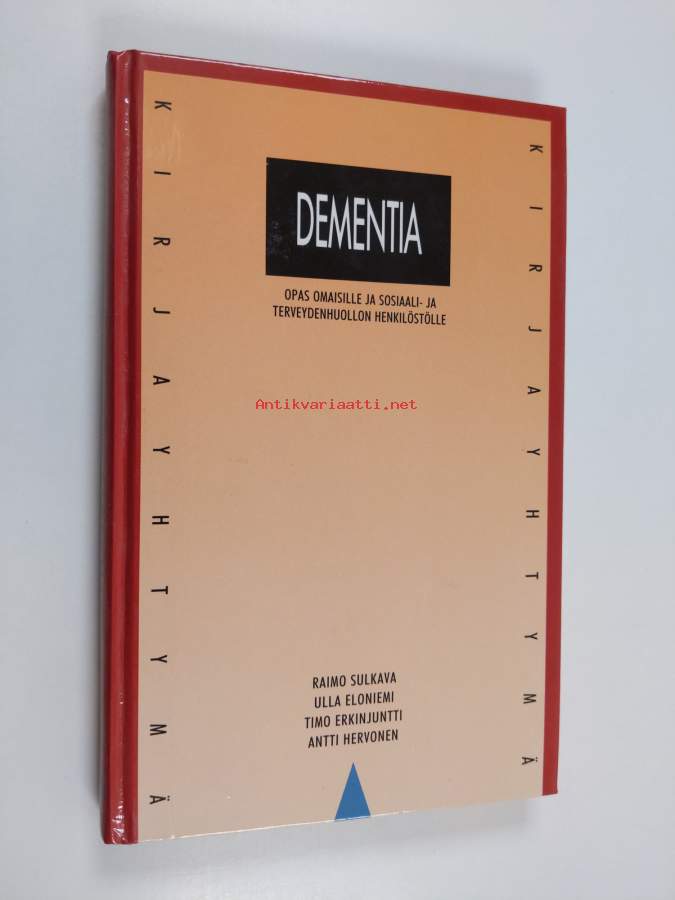 KIRJAYHTYMÄ
KIRJAYHTYMÄ
DEMENTIA
OPAS OMAISILLE JA SOSIAALI- JA
TERVEYDENHUOLLON HENKILÖSTÖLLE
Antikvariaatti.net
RAIMO SULKAVA
ULLA ELONIEMI
TIMO ERKINJUNTTI
ANTTI HERVONEN